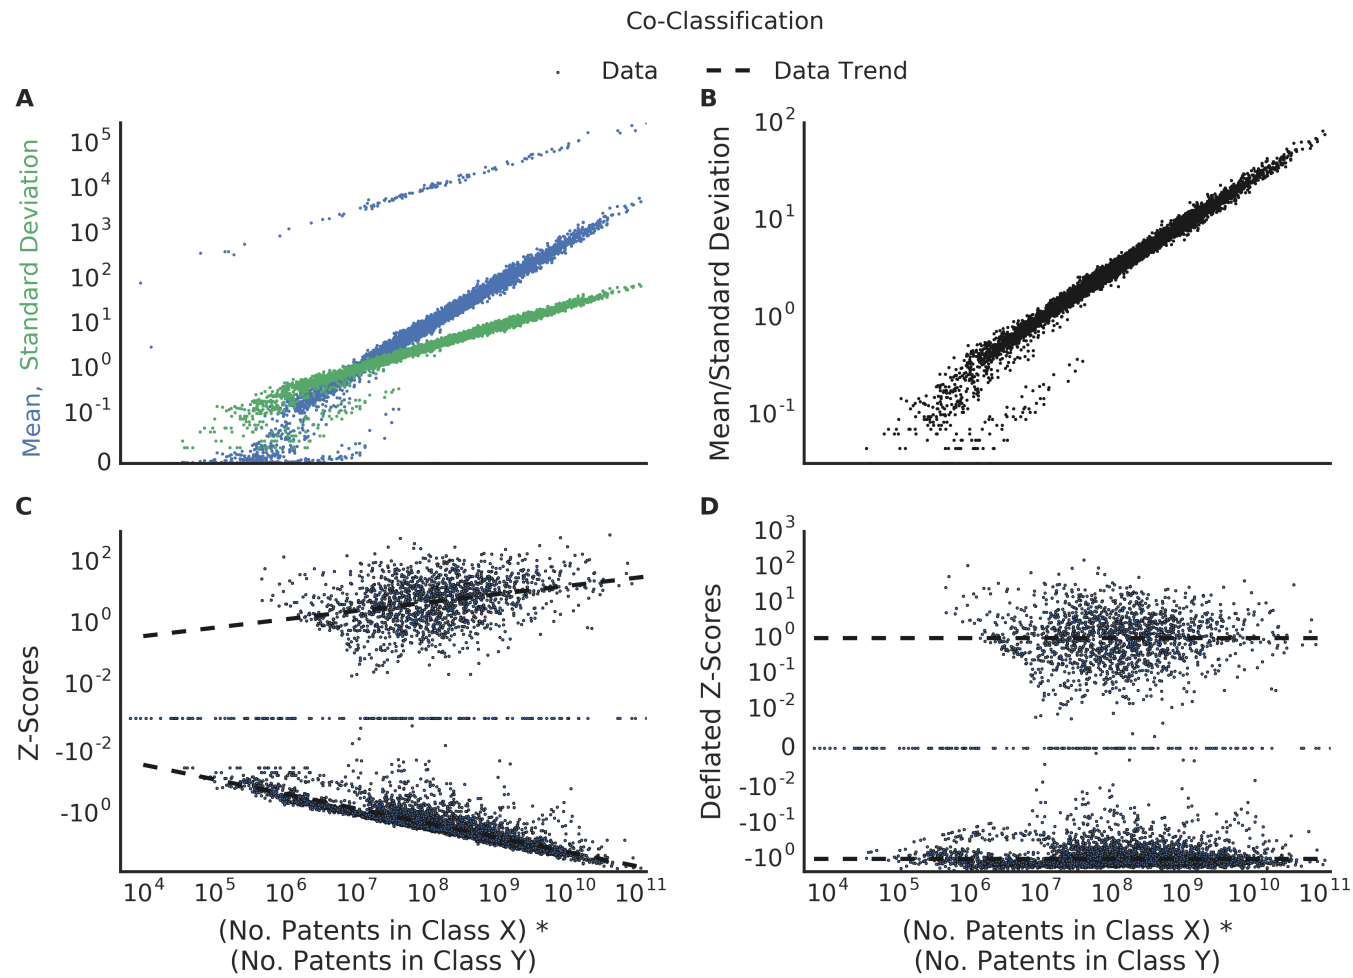 Co-Classification
Data
Data Trend
A
Mean, Standard Deviation
10^5
10^4
10^3
10^2
10^1
10^0
10^-1
0
B
Mean/Standard Deviation
10^2
10^1
10^0
10^-1
C
Z-Scores
10^2
10^0
10^-2
-10^-2
-10^0
10^4 10^5 10^6 10^7 10^8 10^9 10^10 10^11
(No. Patents in Class X) *
(No. Patents in Class Y)
D
Deflated Z-Scores
10^3
10^2
10^1
10^0
10^-1
10^-2
0
-10^-2
-10^-1
-10^0
10^4 10^5 10^6 10^7 10^8 10^9 10^10 10^11
(No. Patents in Class X) *
(No. Patents in Class Y)